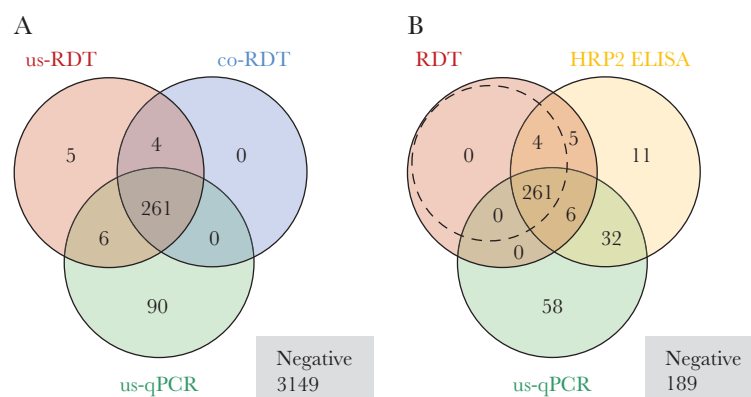 A
us-RDT
co-RDT
5
4
0
261
6
0
90
us-qPCR
Negative
3149
B
RDT
HRP2 ELISA
0
4
5
11
261
0
6
0
32
58
us-qPCR
Negative
189